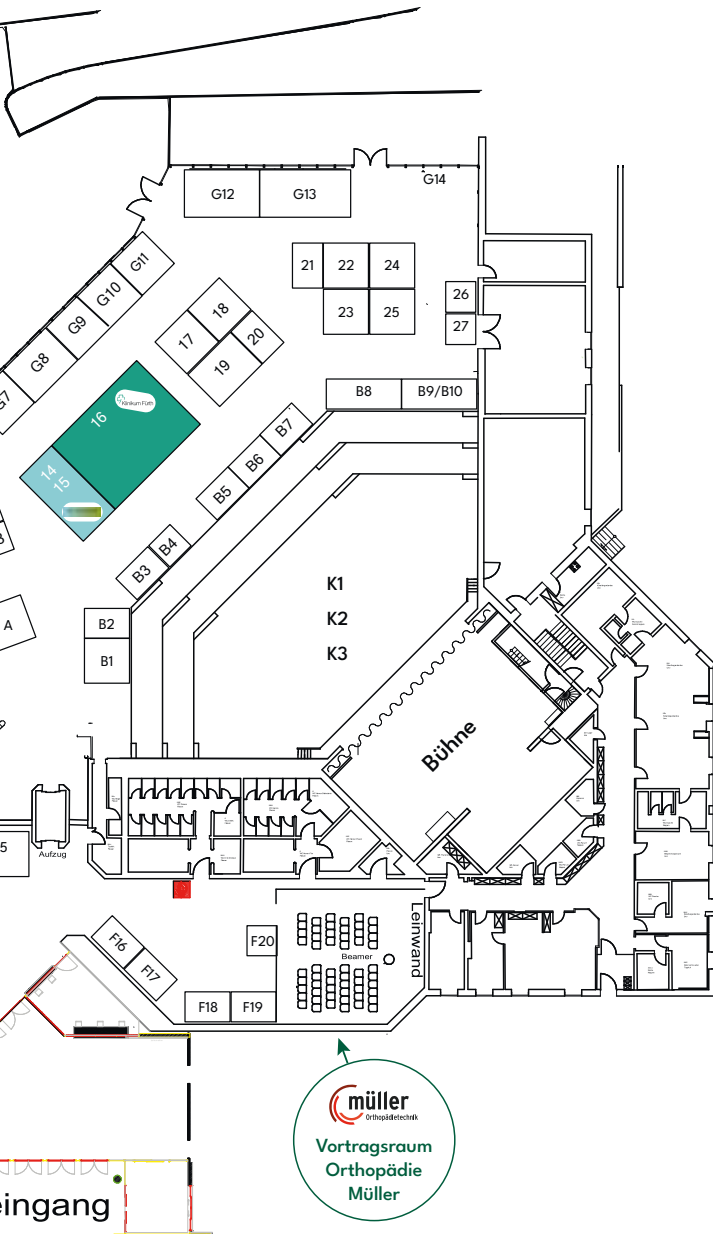 G14
G12
G13
G11
G10
G9
G8
G7
21
22
24
23
25
26
27
18
17
20
19
B8
B9/B10
16
Klinikum Fürth
14
15
B7
B6
B5
B4
B3
B2
B1
A
K1
K2
K3
Bühne
5
Aufzug
F16
F17
F18
F19
F20
Beamer
Leinwand
müller
Orthopädietechnik
Vortragsraum
Orthopädie
Müller
eingang